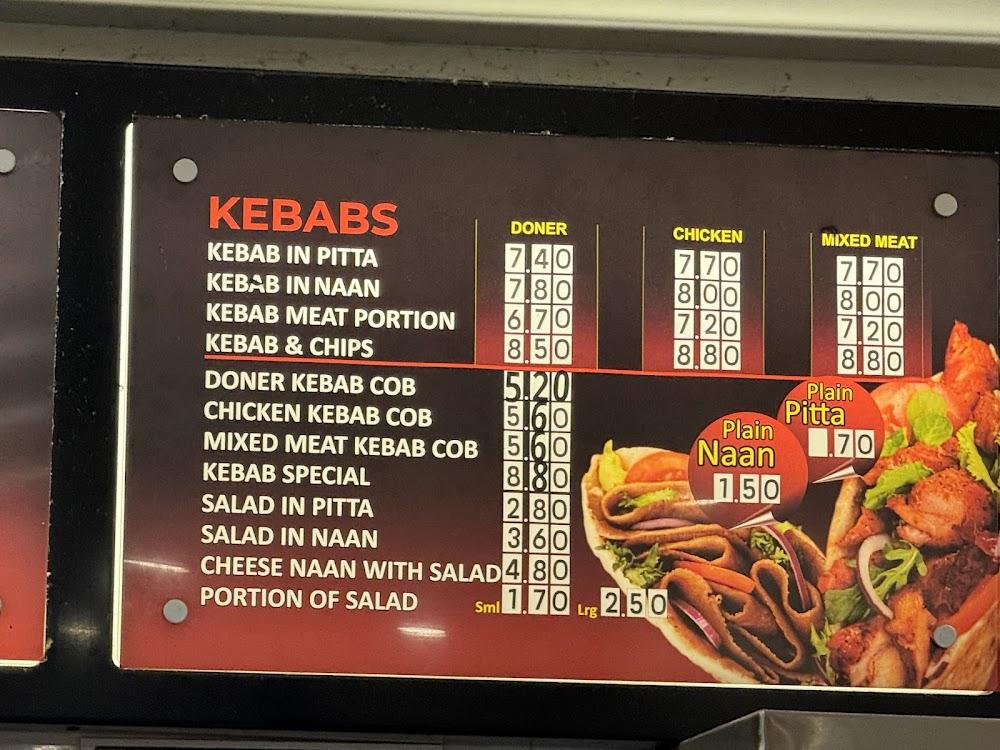 KEBABS
DONER CHICKEN MIXED MEAT
KEBAB IN PITTA 7.40 7.70 7.70
KEBAB IN NAAN 7.80 8.00 8.00
KEBAB MEAT PORTION 6.70 7.20 7.20
KEBAB & CHIPS 8.50 8.80 8.80
DONER KEBAB COB 5.20
CHICKEN KEBAB COB 5.60
MIXED MEAT KEBAB COB 5.60
KEBAB SPECIAL 8.80
SALAD IN PITTA 2.80
SALAD IN NAAN 3.60
CHEESE NAAN WITH SALAD 4.80
PORTION OF SALAD Sml 1.70 Lrg 2.50
Plain
Pitta
.70
Plain
Naan
1.50